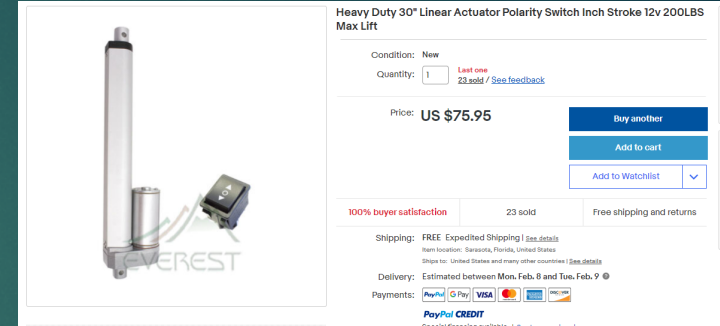 Heavy Duty 30" Linear Actuator Polarity Switch Inch Stroke 12v 200LBS
Max Lift
Condition: New
Quantity: 1
Last one
23 sold / See feedback
Price: US $75.95
Buy another
Add to cart
Add to Watchlist
100% buyer satisfaction
23 sold
Free shipping and returns
Shipping: FREE Expedited Shipping | See details
Item location: Sarasota, Florida, United States
Ships to: United States and many other countries | See details
Delivery: Estimated between Mon. Feb. 8 and Tue. Feb. 9
Payments: PayPal G Pay VISA
PayPal CREDIT
EVEREST